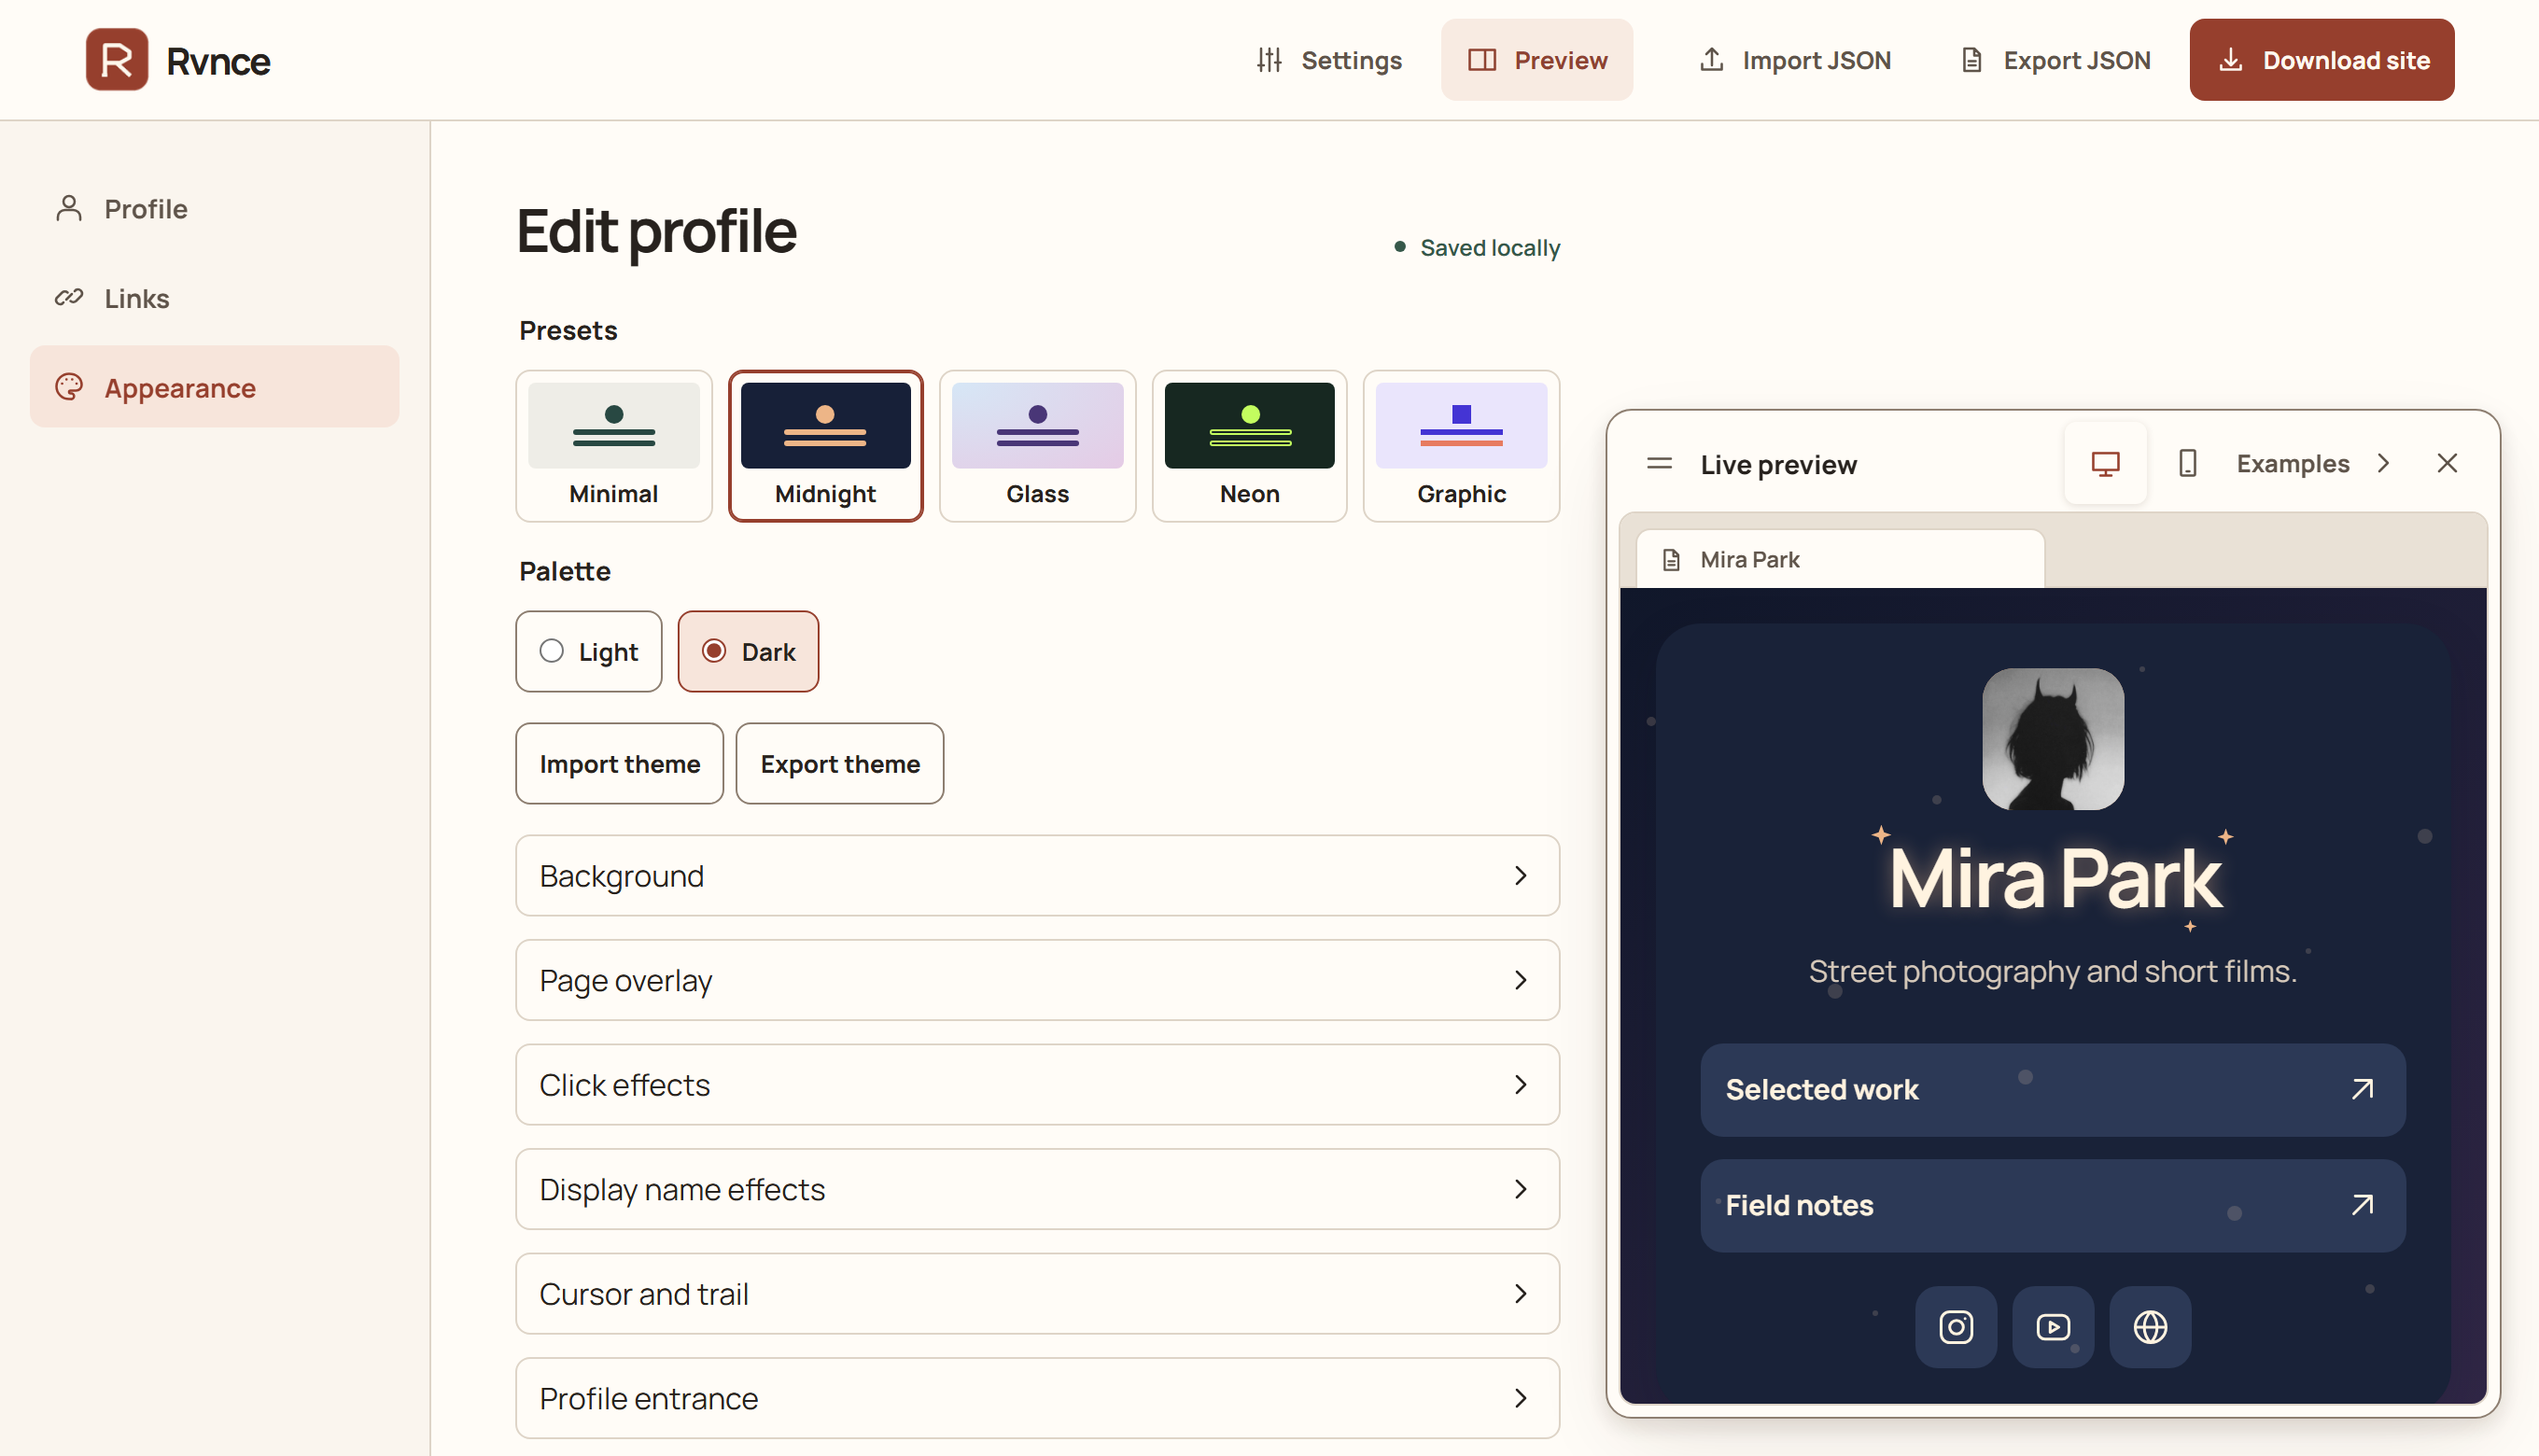 Rvnce
Settings
Preview
Import JSON
Export JSON
Download site
Profile
Links
Appearance
Edit profile
Saved locally
Presets
Minimal
Midnight
Glass
Neon
Graphic
Palette
Light
Dark
Import theme
Export theme
Background
Page overlay
Click effects
Display name effects
Cursor and trail
Profile entrance
Live preview
Examples
Mira Park
Mira Park
Street photography and short films.
Selected work
Field notes